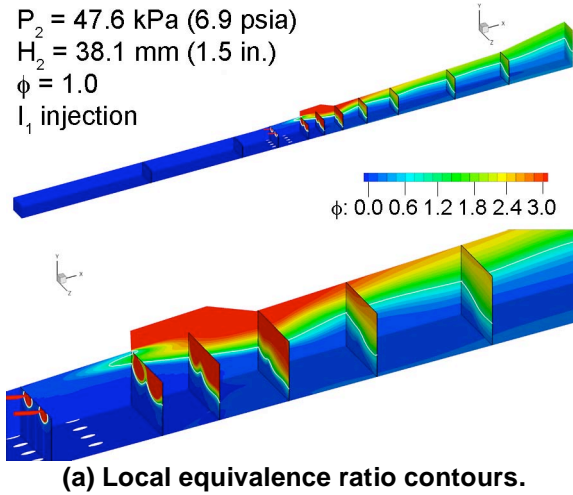 P₂ = 47.6 kPa (6.9 psia)
H₂ = 38.1 mm (1.5 in.)
ϕ = 1.0
I₁ injection
Y
X
Z
ϕ: 0.0 0.6 1.2 1.8 2.4 3.0
Y
X
Z
(a) Local equivalence ratio contours.